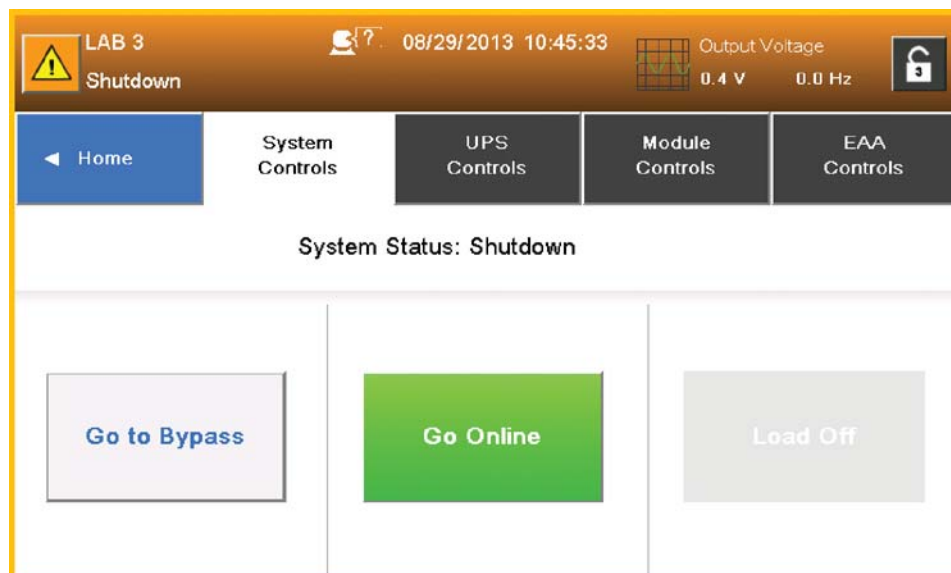 LAB 3
Shutdown
?
08/29/2013 10:45:33
Output Voltage
0.4 V 0.0 Hz
3
Home
System
Controls
UPS
Controls
Module
Controls
EAA
Controls
System Status: Shutdown
Go to Bypass
Go Online
Load Off